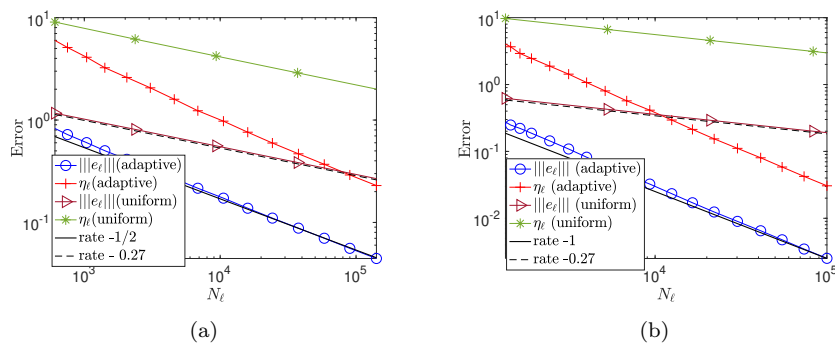 10^1
10^0
10^-1
Error
|||e_ℓ|||(adaptive)
η_ℓ(adaptive)
|||e_ℓ|||(uniform)
η_ℓ(uniform)
rate -1/2
rate - 0.27
10^3
10^4
10^5
N_ℓ
(a)
10^1
10^0
10^-1
10^-2
Error
|||e_ℓ||| (adaptive)
η_ℓ (adaptive)
|||e_ℓ||| (uniform)
η_ℓ (uniform)
rate -1
rate -0.27
10^4
10^5
N_ℓ
(b)